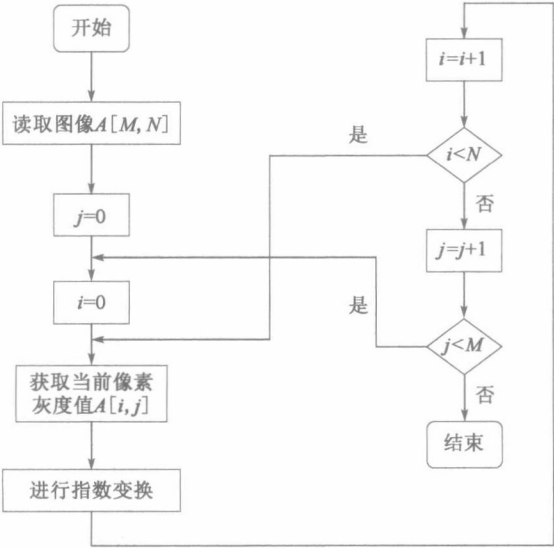 开始
读取图像A[M,N]
j=0
i=0
获取当前像素
灰度值A[i,j]
进行指数变换
i=i+1
i<N
是
否
j=j+1
j<M
是
否
结束